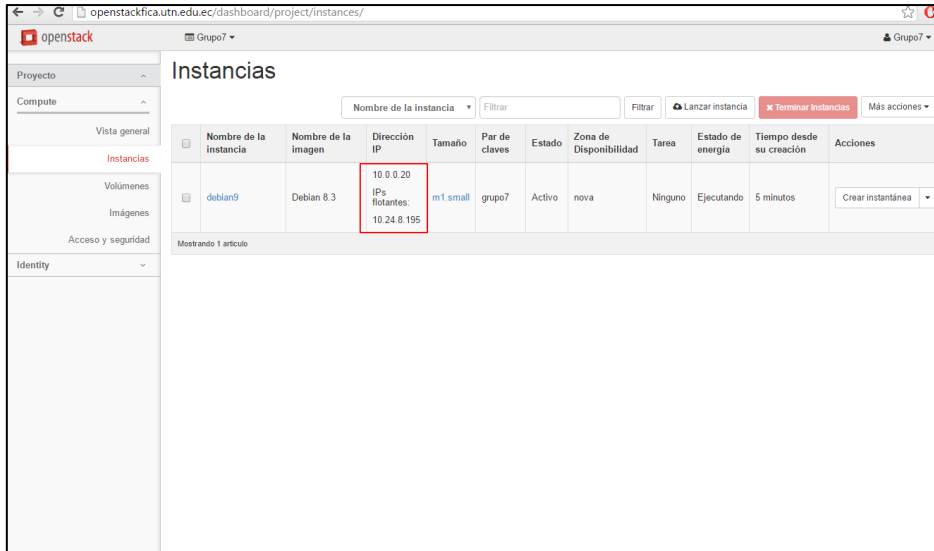 openstackfica.utn.edu.ec/dashboard/project/instances/
openstack
Grupo7
Grupo7
Proyecto
Compute
Vista general
Instancias
Volúmenes
Imágenes
Acceso y seguridad
Identity
Instancias
Nombre de la instancia
Filtrar
Filtrar
Lanzar instancia
Terminar Instancias
Más acciones
Nombre de la
instancia
Nombre de la
imagen
Dirección
IP
Tamaño
Par de
claves
Estado
Zona de
Disponibilidad
Tarea
Estado de
energía
Tiempo desde
su creación
Acciones
debian9
Debian 8.3
10.0.0.20
IPs
flotantes:
10.24.8.195
m1.small
grupo7
Activo
nova
Ninguno
Ejecutando
5 minutos
Crear instantánea
Mostrando 1 artículo